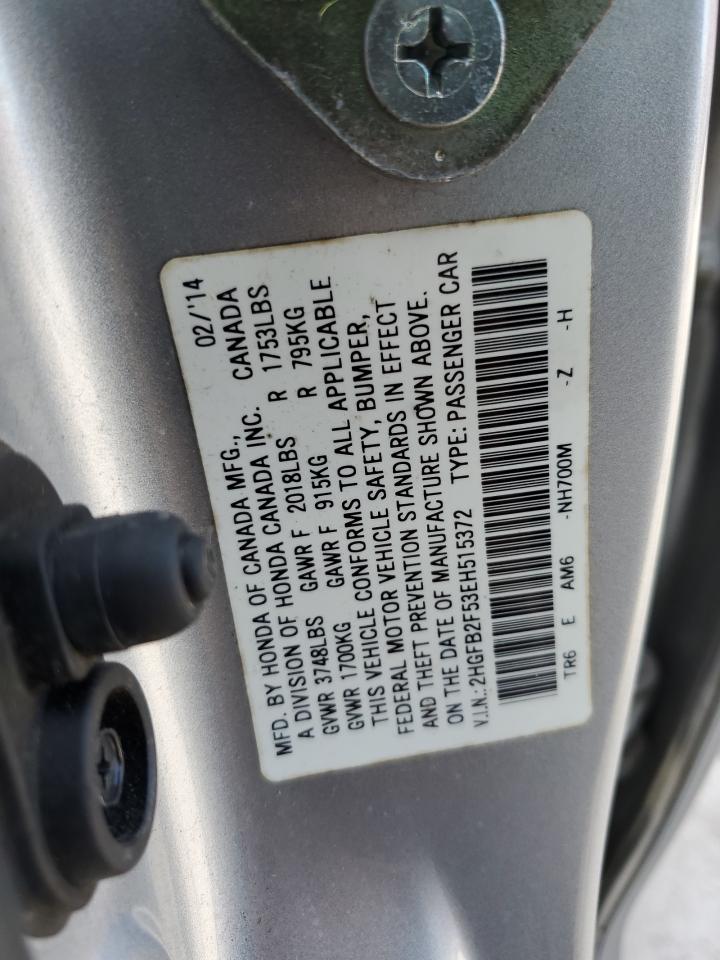 MFD. BY HONDA OF CANADA MFG., 02/'14
A DIVISION OF HONDA CANADA INC. CANADA
GVWR 3748LBS GAWR F 2018LBS R 1753LBS
GVWR 1700KG GAWR F 915KG R 795KG
THIS VEHICLE CONFORMS TO ALL APPLICABLE
FEDERAL MOTOR VEHICLE SAFETY, BUMPER,
AND THEFT PREVENTION STANDARDS IN EFFECT
ON THE DATE OF MANUFACTURE SHOWN ABOVE.
V.I.N.: 2HGFB2F53EH515372 TYPE: PASSENGER CAR
TR6 E AM6 -NH700M -Z -H